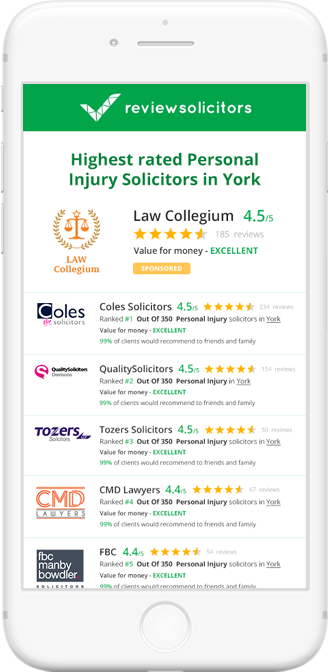 reviewsolicitors
Highest rated Personal
Injury Solicitors in York
LAW
Collegium
Law Collegium 4.5/5
185 reviews
Value for money - EXCELLENT
SPONSORED
Coles
solicitors
Coles Solicitors 4.5/5 234 reviews
Ranked #1 Out Of 350 Personal Injury solicitors in York
Value for money - EXCELLENT
99% of clients would recommend to friends and family
QualitySolicitors
Davisons
QualitySolicitors 4.5/5 154 reviews
Ranked #2 Out Of 350 Personal Injury in York
Value for money - EXCELLENT
99% of clients would recommend to friends and family
TOZERS
Solicitors LLP
Tozers Solicitors 4.5/5 50 reviews
Ranked #3 Out Of 350 Personal Injury solicitors in York
Value for money - EXCELLENT
99% of clients would recommend to friends and family
CMD
LAWYERS
CMD Lawyers 4.4/5 67 reviews
Ranked #4 Out Of 350 Personal Injury solicitors in York
Value for money - EXCELLENT
99% of clients would recommend to friends and family
fbc
manby
bowdler
SOLICITORS
FBC 4.4/5 54 reviews
Ranked #5 Out Of 350 Personal Injury solicitors in York
Value for money - EXCELLENT
99% of clients would recommend to friends and family